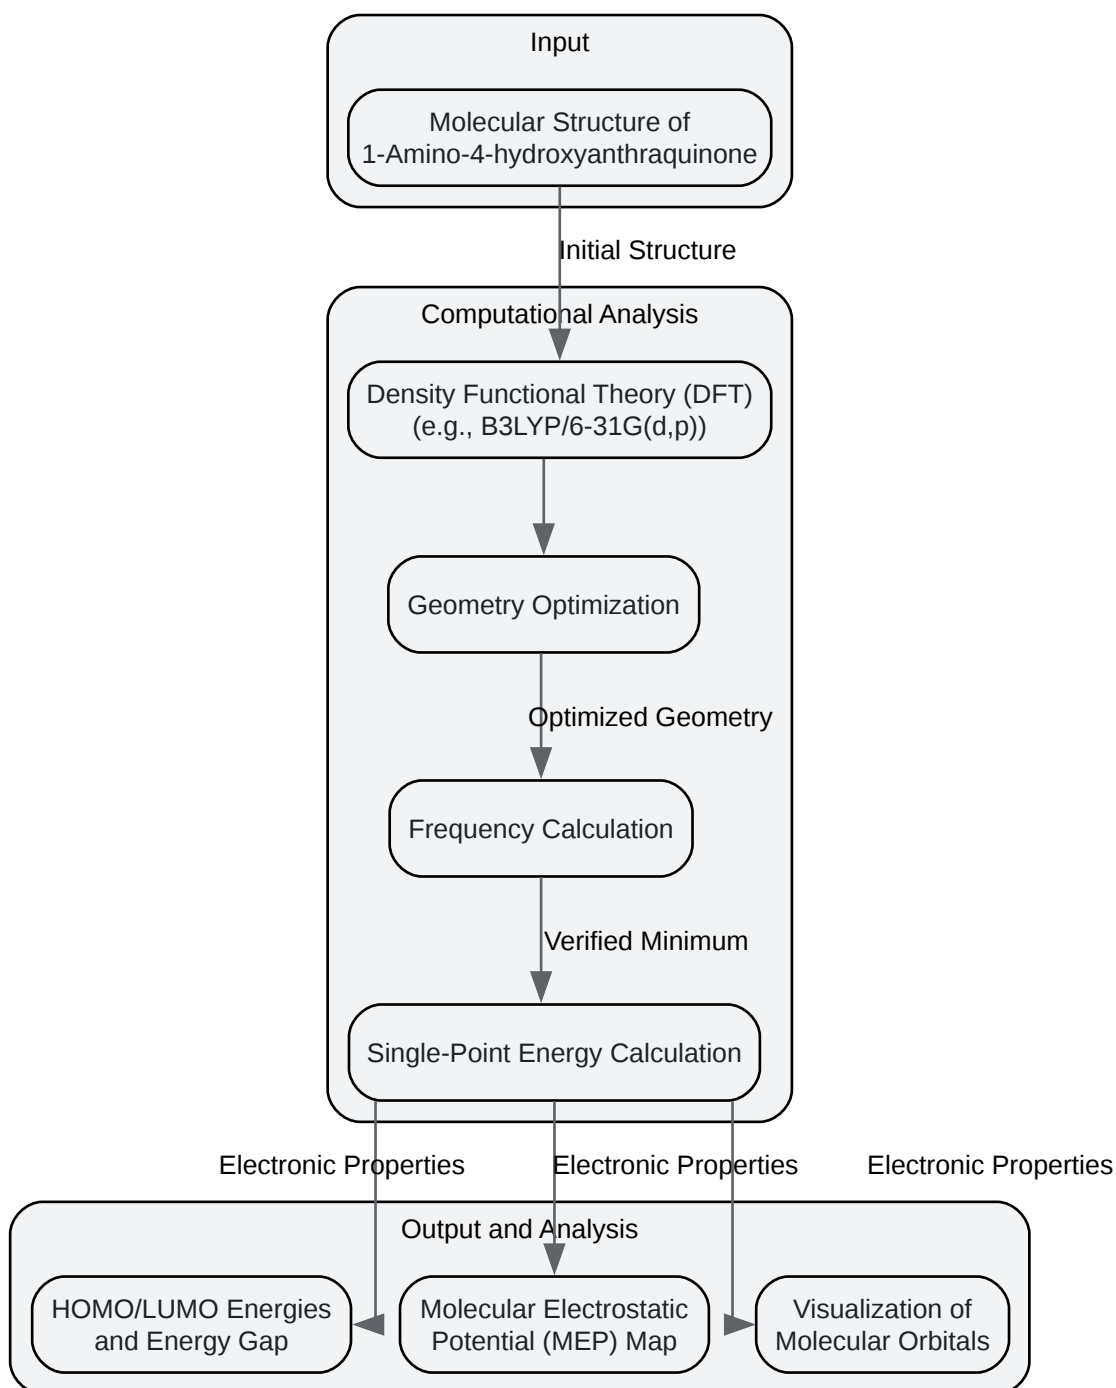 Input
Molecular Structure of
1-Amino-4-hydroxyanthraquinone
Initial Structure
Computational Analysis
Density Functional Theory (DFT)
(e.g., B3LYP/6-31G(d,p))
Geometry Optimization
Optimized Geometry
Frequency Calculation
Verified Minimum
Single-Point Energy Calculation
Electronic Properties
Electronic Properties
Electronic Properties
Output and Analysis
HOMO/LUMO Energies
and Energy Gap
Molecular Electrostatic
Potential (MEP) Map
Visualization of
Molecular Orbitals